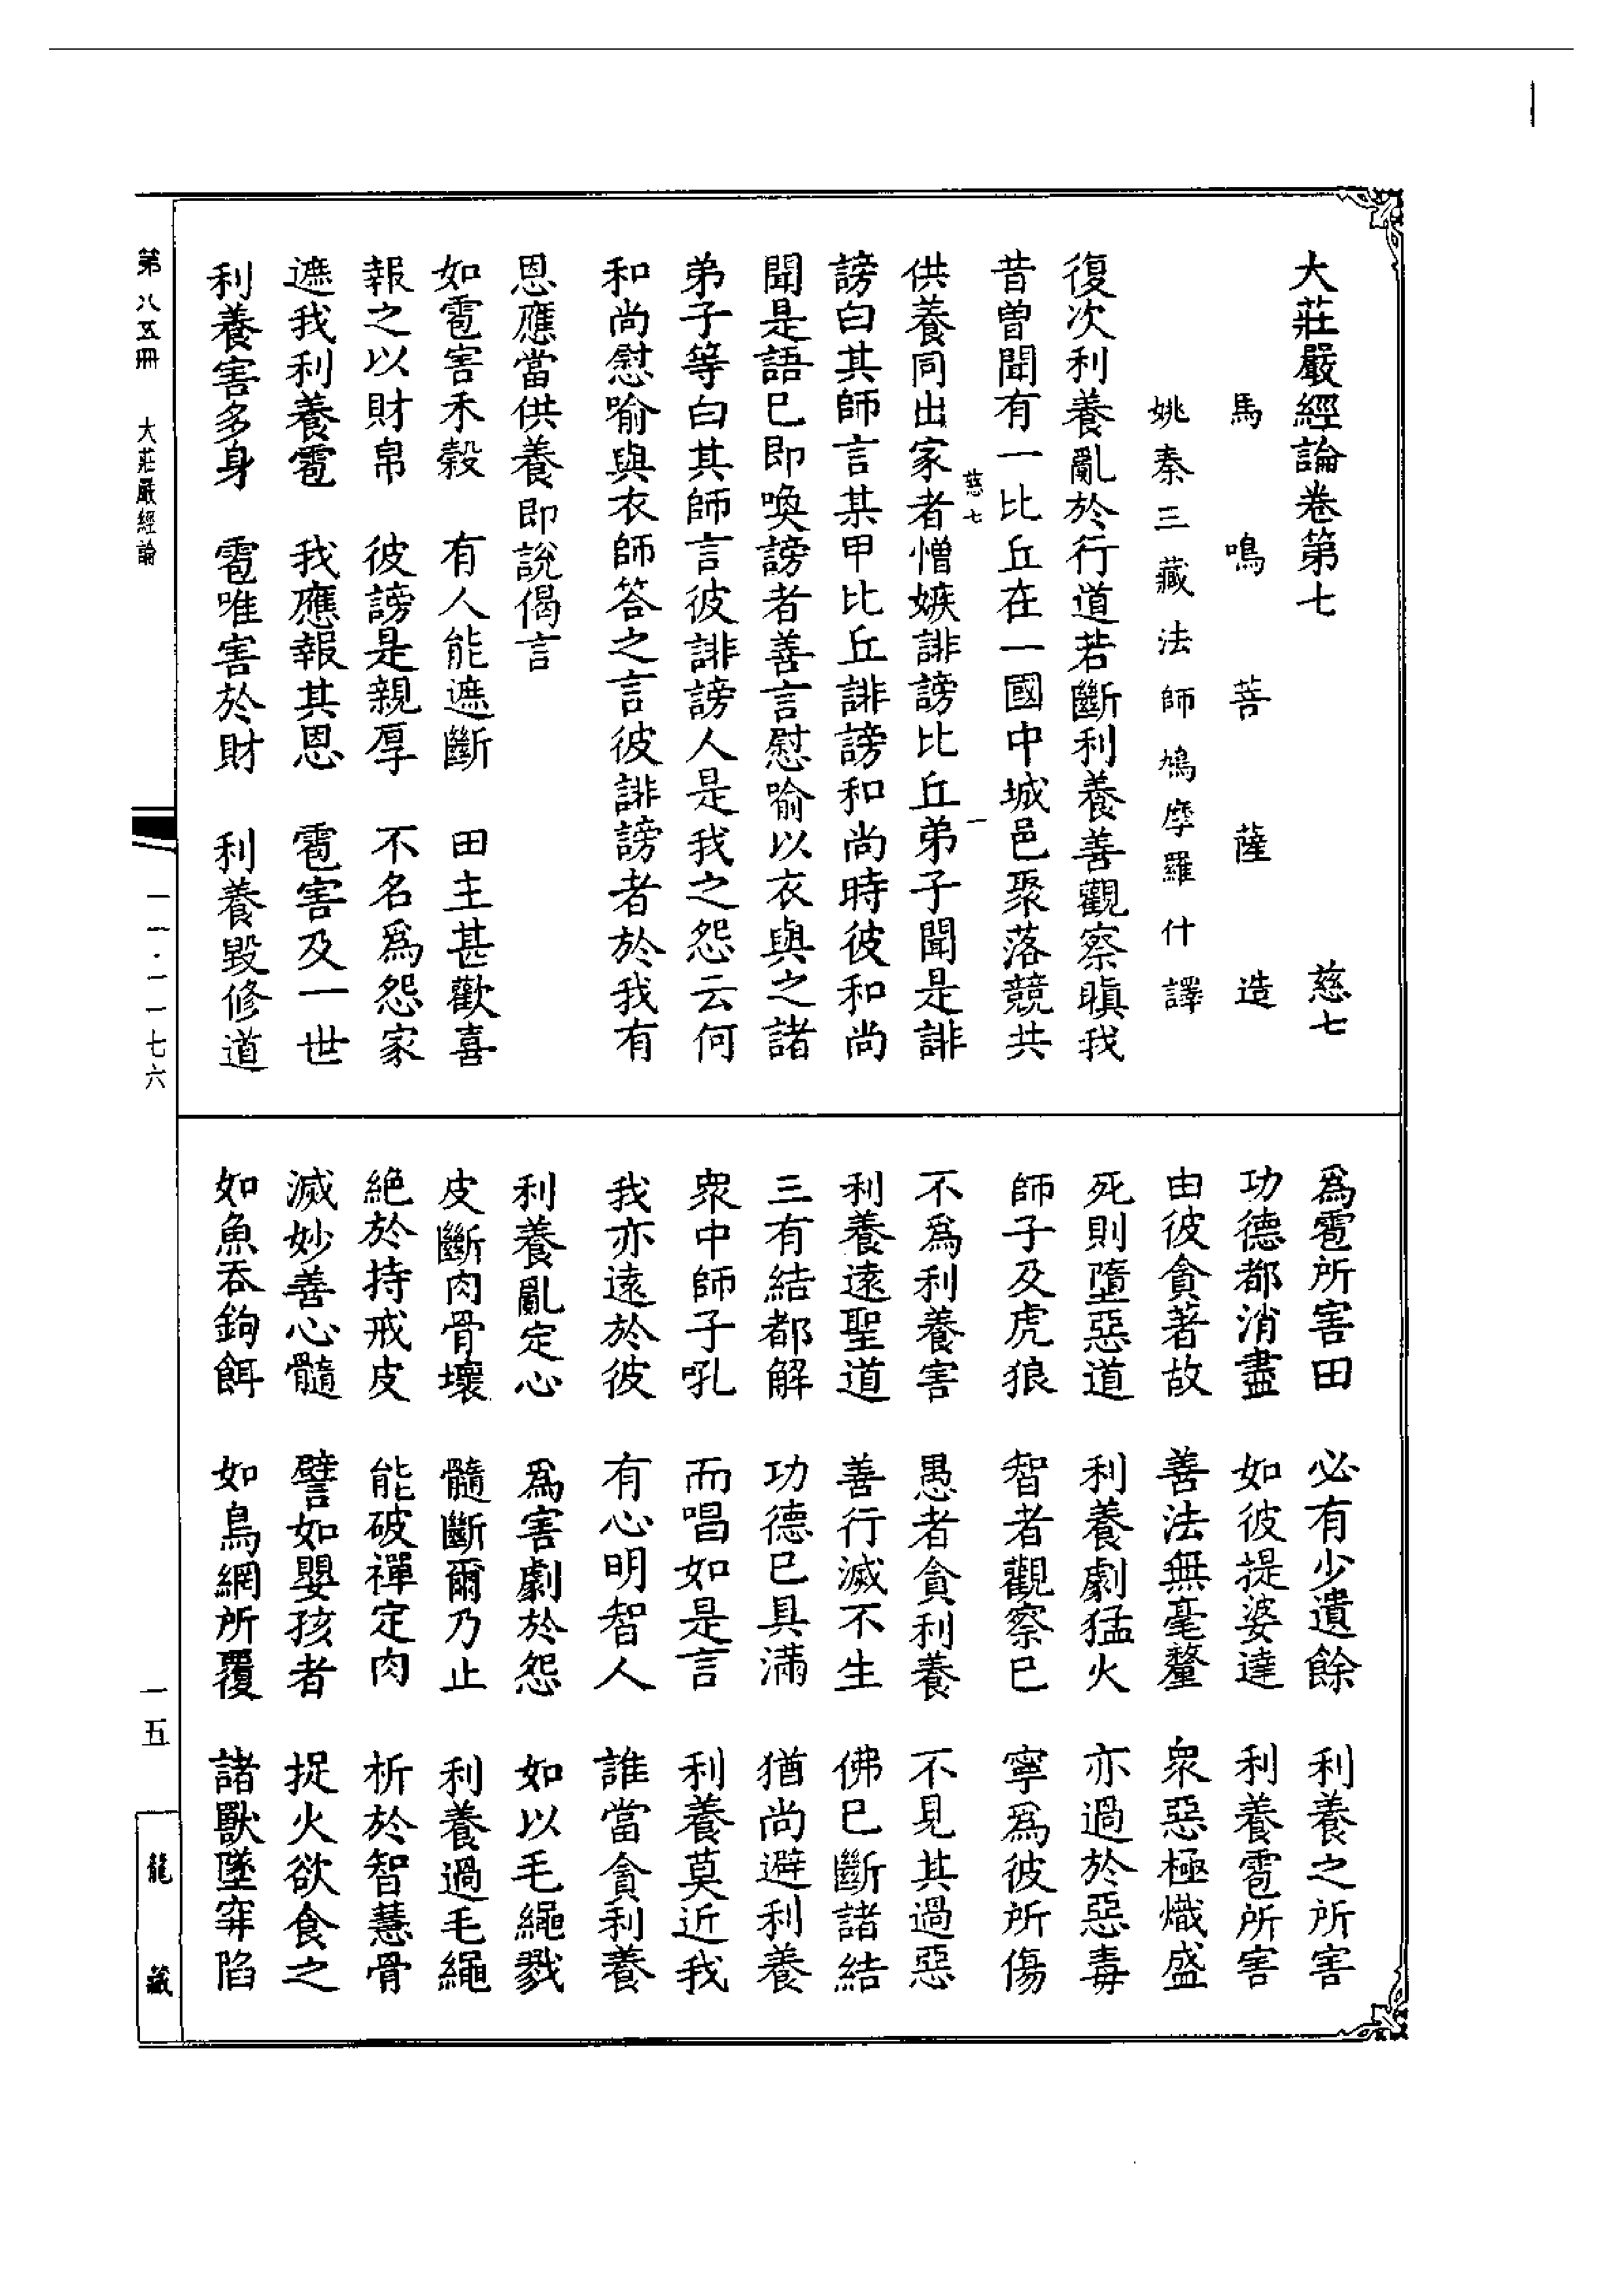 大莊嚴經論卷第七 慈七
馬鳴菩薩造
姚秦三藏法師鳩摩羅什譯
復次利養亂於行道若斷利養善觀察瞋我
昔曾聞有一比丘在一國中城邑聚落競共
慈七 一
供養同出家者憎嫉誹謗比丘弟子聞是誹
謗白其師言某甲比丘誹謗和尚時彼和尚
聞是語已即喚謗者善言慰喻以衣與之諸
弟子等白其師言彼誹謗人是我之怨云何
和尚慰喻與衣師答之言彼誹謗者於我有
恩應當供養即說偈言
如雹害禾穀 有人能遮斷 田主甚歡喜
報之以財帛 彼謗是親厚 不名爲怨家
遮我利養雹 我應報其恩 雹害及一世
利養害多身 雹唯害於財 利養毀修道
爲雹所害田 必有少遺餘 利養之所害
功德都消盡 如彼提婆達 利養雹所害
由彼貪著故 善法無毫釐 衆惡極熾盛
死則墮惡道 利養劇猛火 亦過於惡毒
師子及虎狼 智者觀察已 寧爲彼所傷
不爲利養害 愚者貪利養 不見其過惡
利養遠聖道 善行滅不生 佛已斷諸結
三有結都解 功德已具滿 猶尚避利養
衆中師子吼 而唱如是言 利養莫近我
我亦遠於彼 有心明智人 誰當貪利養
利養亂定心 爲害劇於怨 如以毛繩戮
皮斷肉骨壞 髓斷爾乃止 利養過毛繩
絶於持戒皮 能破禪定肉 析於智慧骨
滅妙善心髓 譬如嬰孩者 捉火欲食之
如魚吞鉤餌 如鳥網所覆 諸獸墜穽陷
第八五冊 大莊嚴經論 一一·一一七六 一五 龍藏